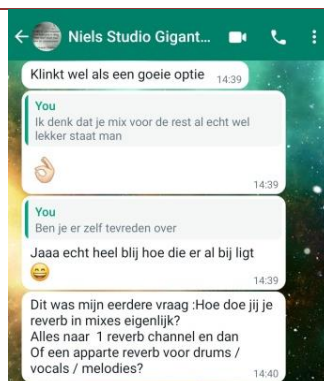 Niels Studio Gigant...
Klinkt wel als een goeie optie 14:39
You
Ik denk dat je mix voor de rest al echt wel
lekker staat man
👌🏻
14:39
You
Ben je er zelf tevreden over
Jaaa echt heel blij hoe die er al bij ligt
😄
14:39
Dit was mijn eerdere vraag :Hoe doe jij je
reverb in mixes eigenlijk?
Alles naar 1 reverb channel en dan
Of een apparte reverb voor drums /
vocals / melodies? 14:40